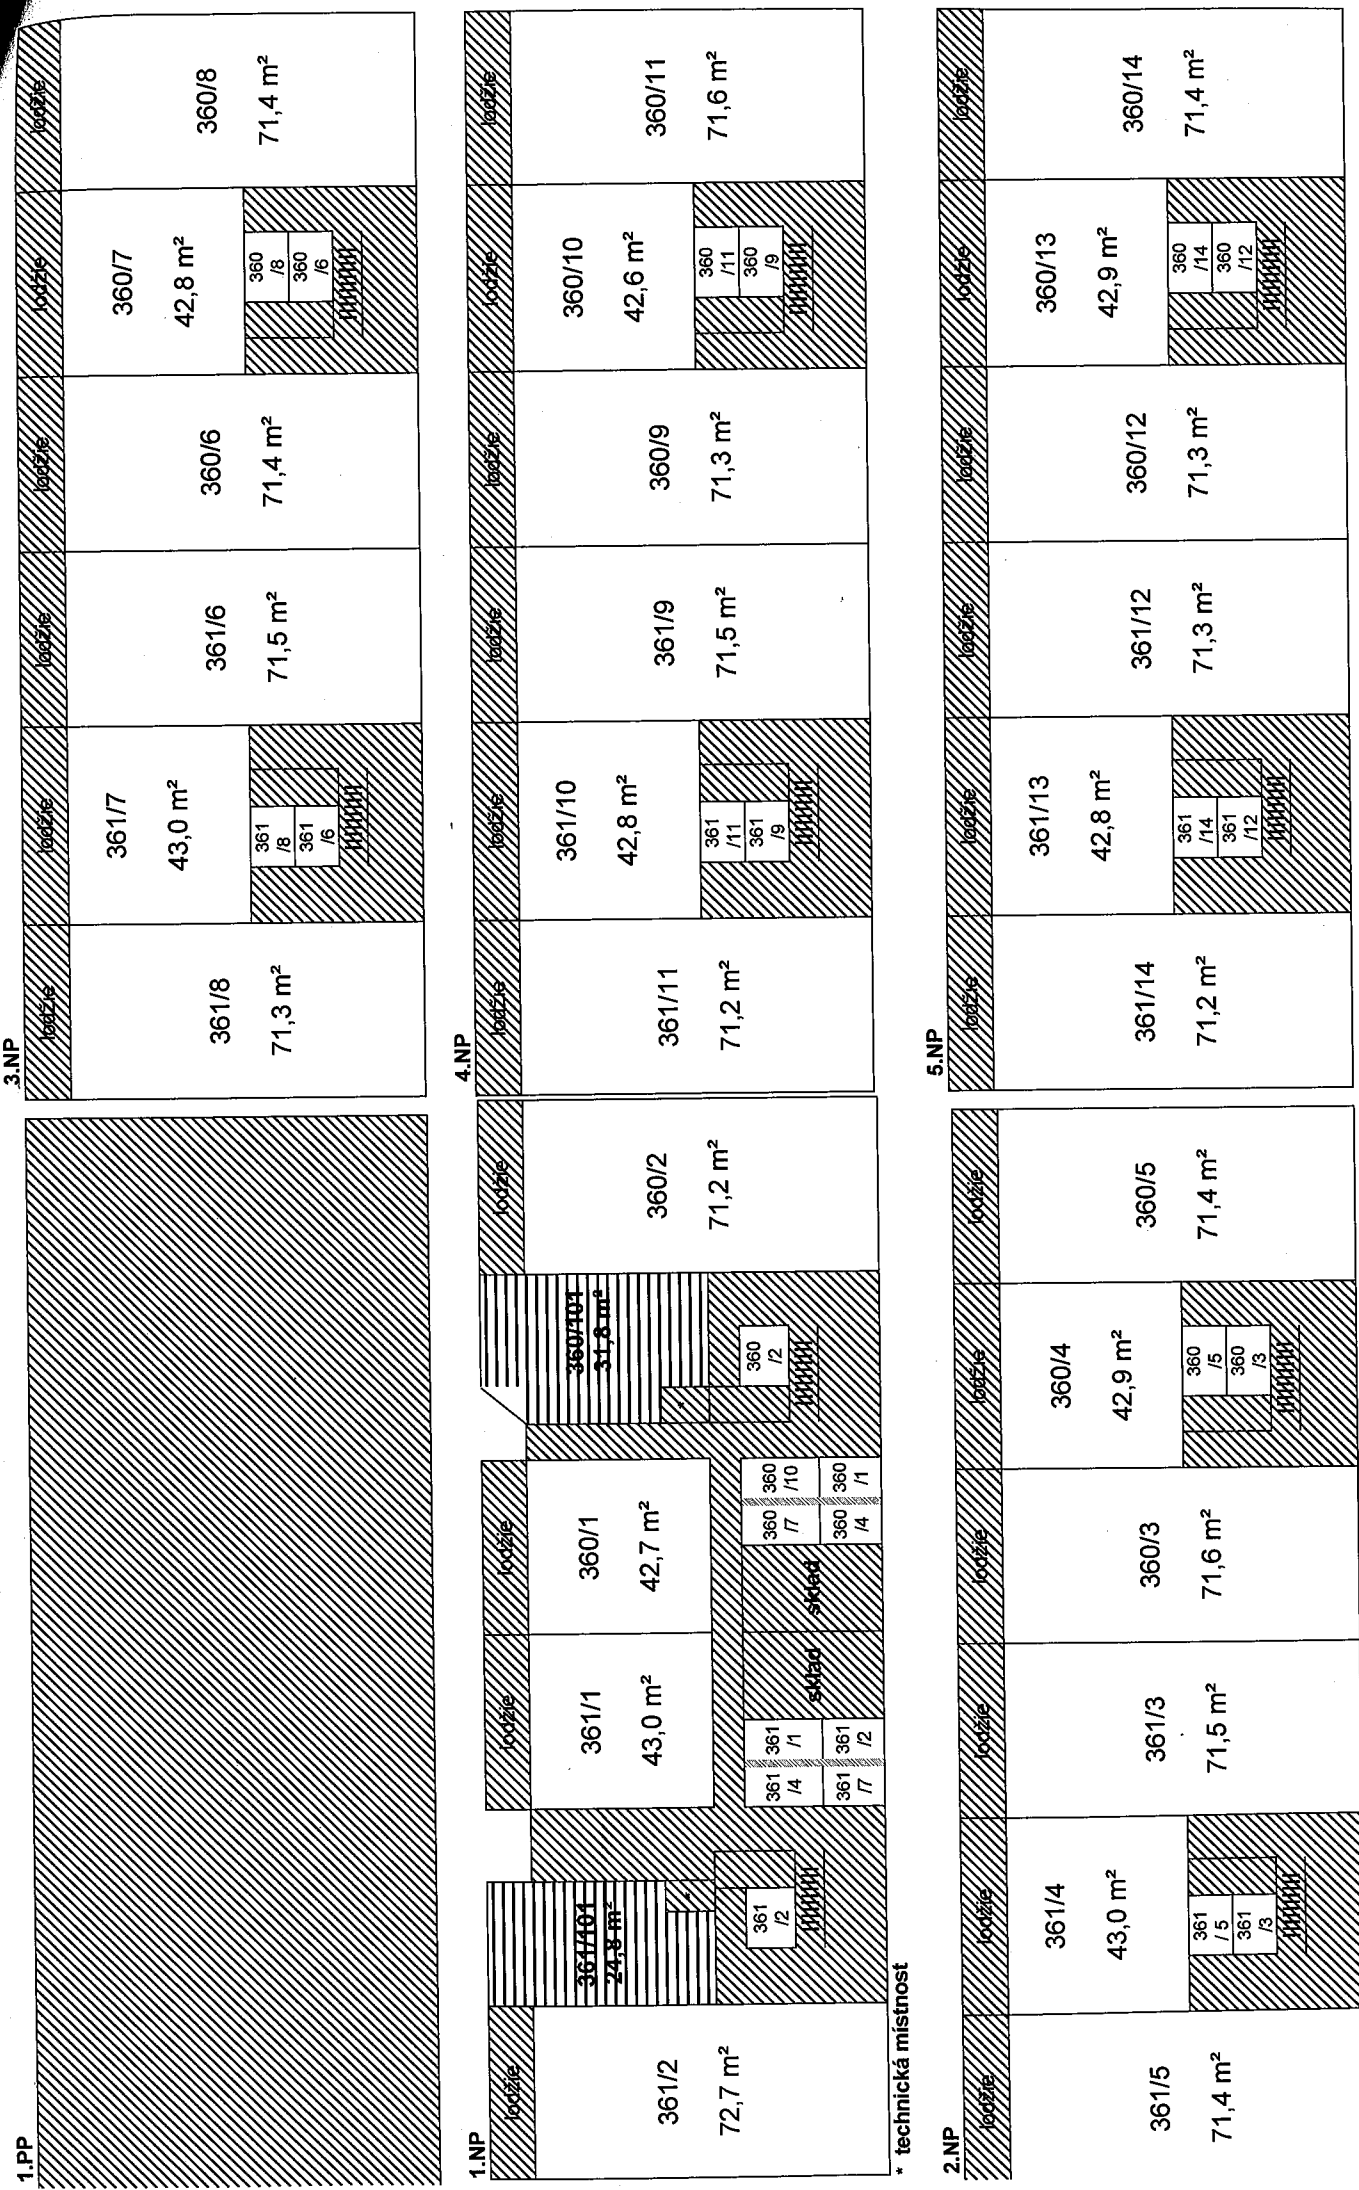 1.PP
3.NP
lodžie
lodžie
lodžie
lodžie
lodžie
lodžie
361/8
71,3 m²
361/7
43,0 m²
361
/8
361
/6
361/6
71,5 m²
360/6
71,4 m²
360/7
42,8 m²
360
/8
360
/6
360/8
71,4 m²
1.NP
lodžie
lodžie
lodžie
lodžie
361/2
72,7 m²
361/101
24,8 m²
*
361
/2
361/1
43,0 m²
361
/4
361
/1
361
/7
361
/2
sklad
sklad
360/1
42,7 m²
360
/7
360
/10
360
/4
360
/1
360/101
31,8 m²
*
360
/2
360/2
71,2 m²
* technická místnost
4.NP
lodžie
lodžie
lodžie
lodžie
lodžie
lodžie
361/11
71,2 m²
361/10
42,8 m²
361
/11
361
/9
361/9
71,5 m²
360/9
71,3 m²
360/10
42,6 m²
360
/11
360
/9
360/11
71,6 m²
2.NP
lodžie
lodžie
lodžie
lodžie
lodžie
lodžie
361/5
71,4 m²
361/4
43,0 m²
361
/ 5
361
/3
361/3
71,5 m²
360/3
71,6 m²
360/4
42,9 m²
360
/5
360
/3
360/5
71,4 m²
5.NP
lodžie
lodžie
lodžie
lodžie
lodžie
lodžie
361/14
71,2 m²
361/13
42,8 m²
361
/14
361
/12
361/12
71,3 m²
360/12
71,3 m²
360/13
42,9 m²
360
/14
360
/12
360/14
71,4 m²